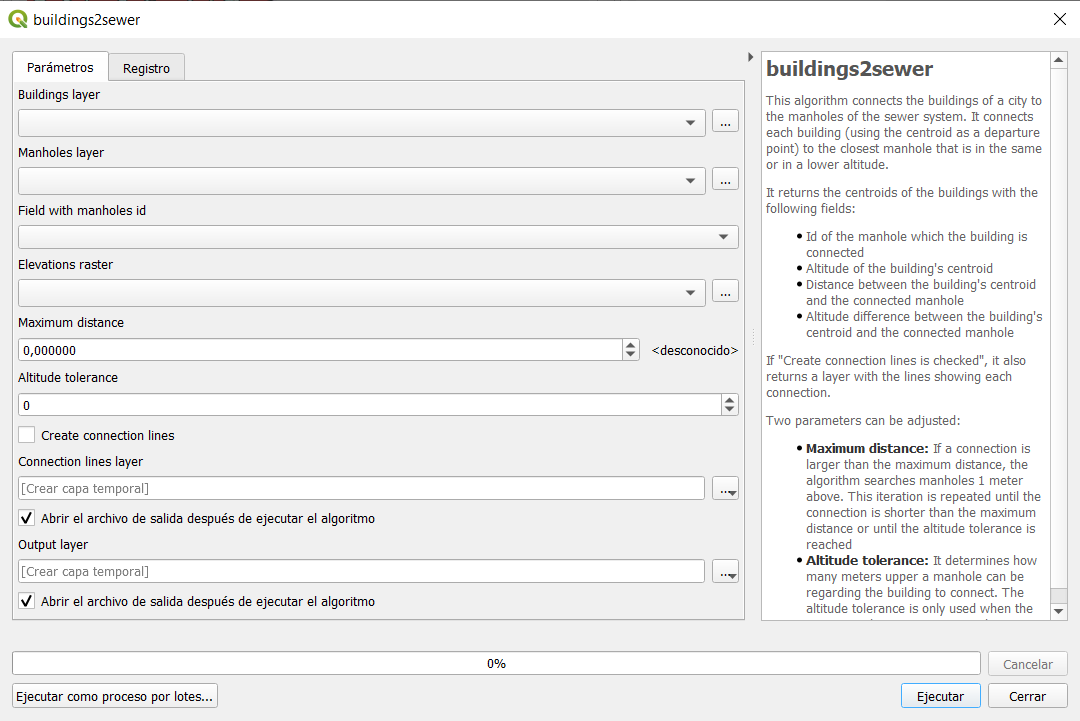 buildings2sewer
Parámetros
Registro
Buildings layer
...
Manholes layer
...
Field with manholes id
Elevations raster
...
Maximum distance
0,000000
<desconocido>
Altitude tolerance
0
Create connection lines
Connection lines layer
[Crear capa temporal]
...
Abrir el archivo de salida después de ejecutar el algoritmo
Output layer
[Crear capa temporal]
...
Abrir el archivo de salida después de ejecutar el algoritmo
buildings2sewer
This algorithm connects the buildings of a city to
the manholes of the sewer system. It connects
each building (using the centroid as a departure
point) to the closest manhole that is in the same
or in a lower altitude.
It returns the centroids of the buildings with the
following fields:
Id of the manhole which the building is
connected
Altitude of the building's centroid
Distance between the building's centroid
and the connected manhole
Altitude difference between the building's
centroid and the connected manhole
If "Create connection lines is checked", it also
returns a layer with the lines showing each
connection.
Two parameters can be adjusted:
Maximum distance: If a connection is
larger than the maximum distance, the
algorithm searches manholes 1 meter
above. This iteration is repeated until the
connection is shorter than the maximum
distance or until the altitude tolerance is
reached
Altitude tolerance: It determines how
many meters upper a manhole can be
regarding the building to connect. The
altitude tolerance is only used when the
0%
Cancelar
Ejecutar como proceso por lotes...
Ejecutar
Cerrar